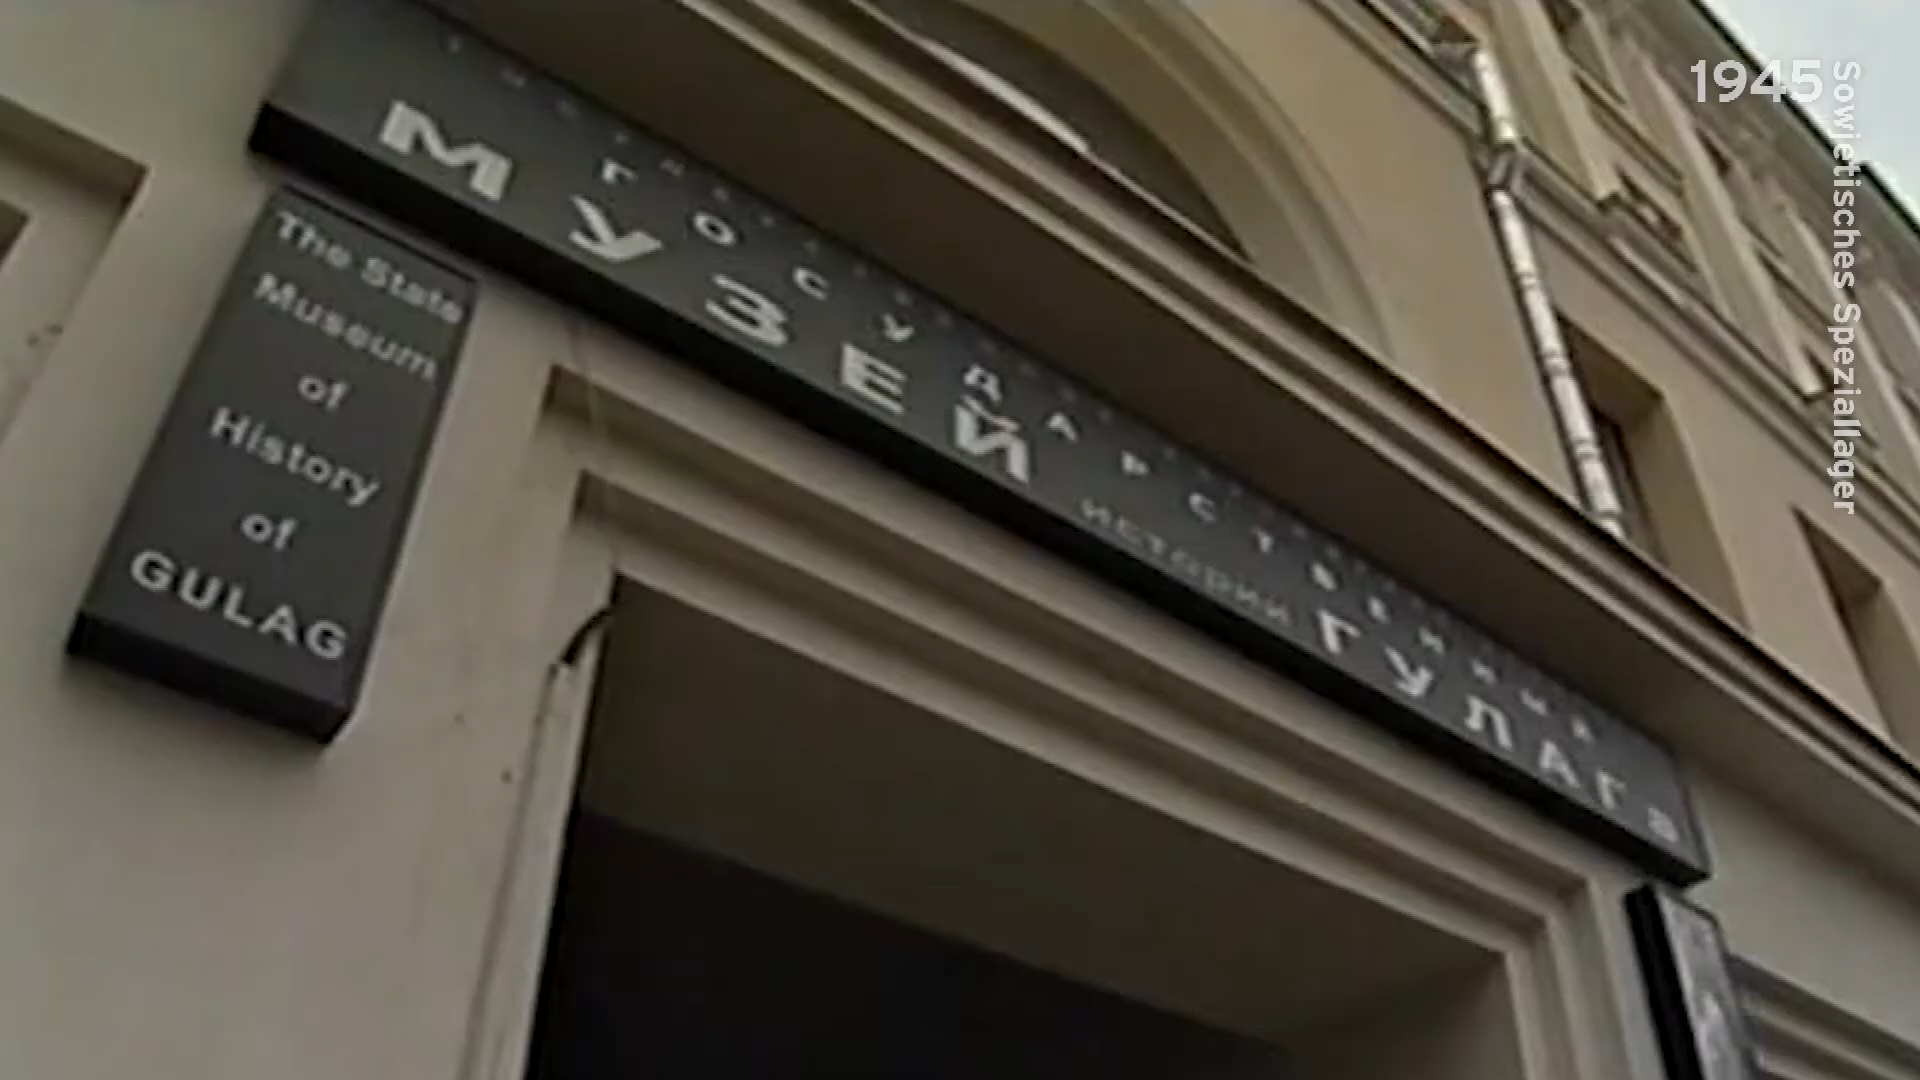 1945
Sowjetisches Speziallager
ГОСУДАРСТВЕННЫЙ
МУЗЕЙ ИСТОРИИ ГУЛАГа
The State
Museum
of
History
of
GULAG